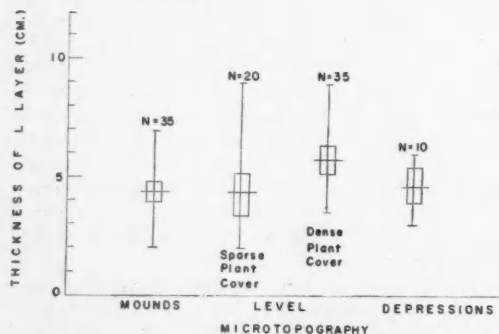 THICKNESS OF L LAYER (CM.)
10
5
0
N=35
N=20
N=35
N=10
Sparse
Plant
Cover
Dense
Plant
Cover
MOUNDS LEVEL DEPRESSIONS
MICROTOPOGRAPHY